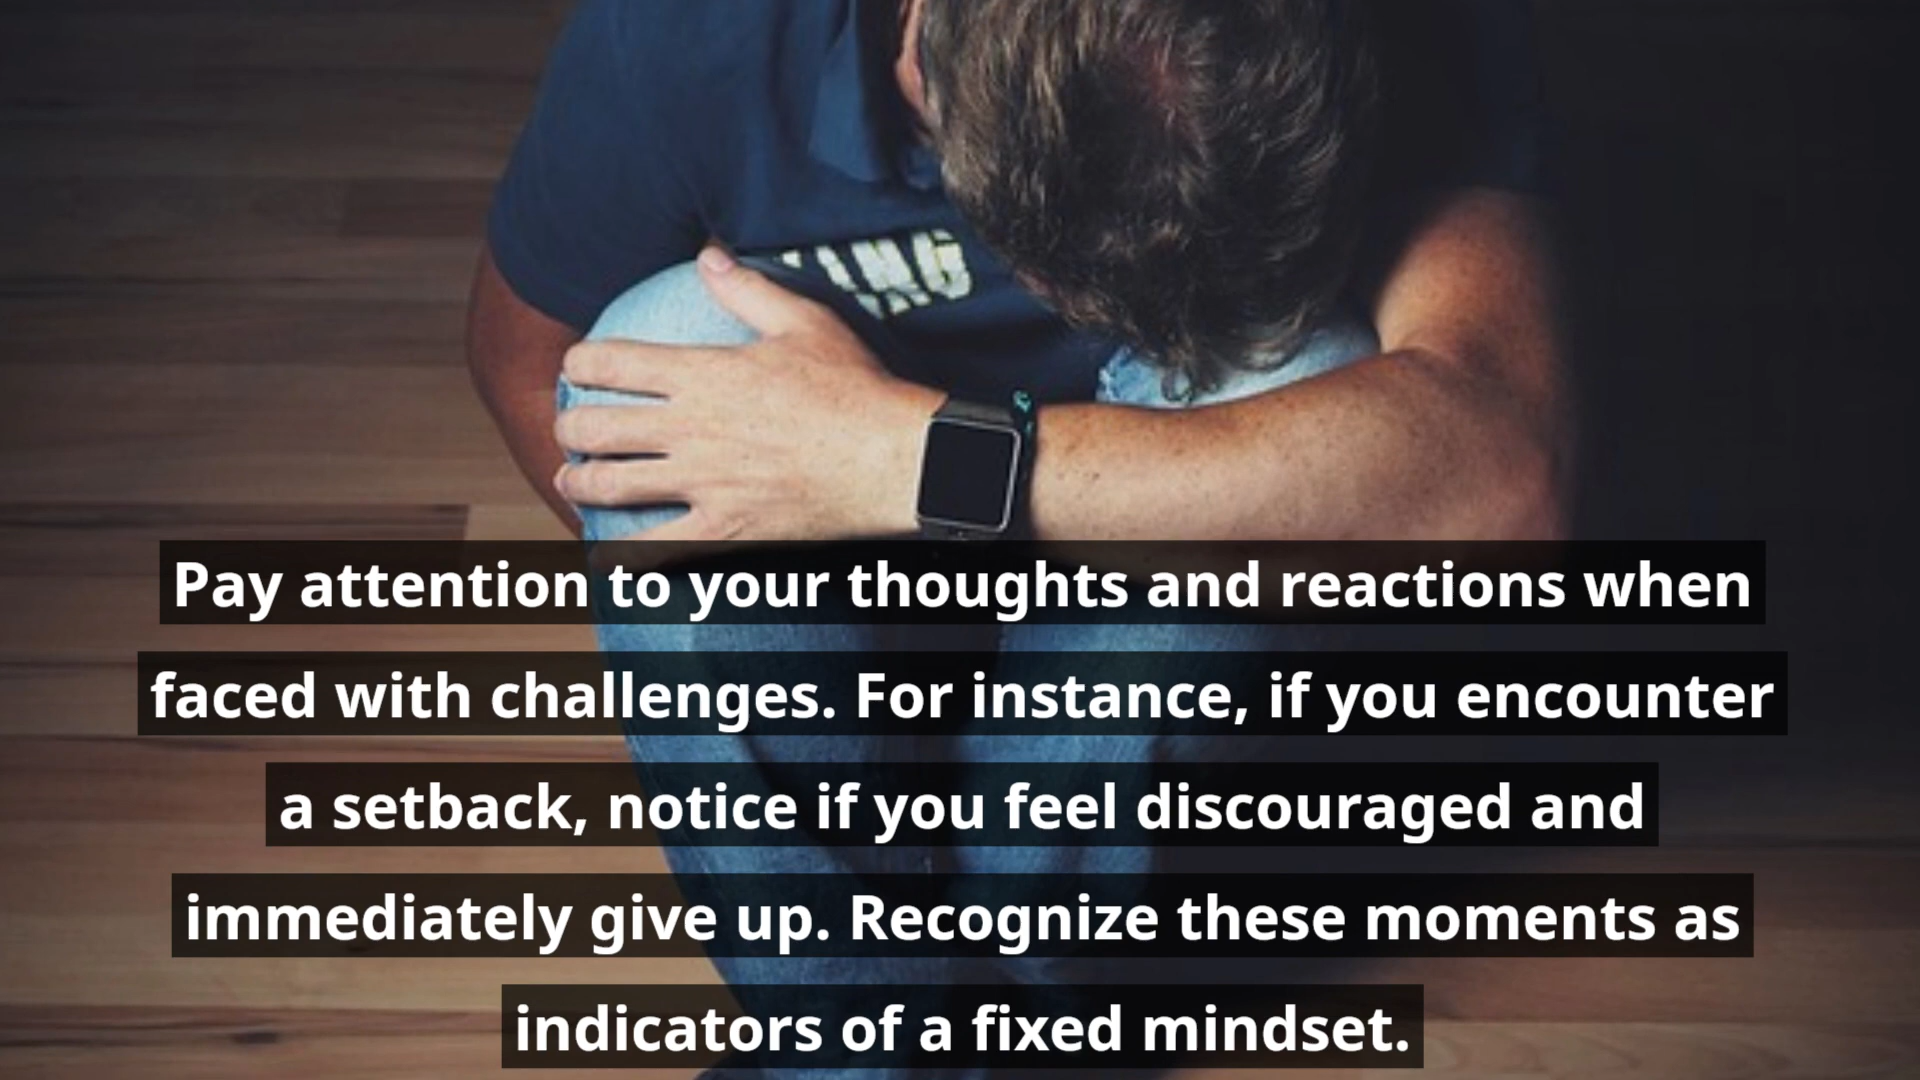 Pay attention to your thoughts and reactions when
faced with challenges. For instance, if you encounter
a setback, notice if you feel discouraged and
immediately give up. Recognize these moments as
indicators of a fixed mindset.